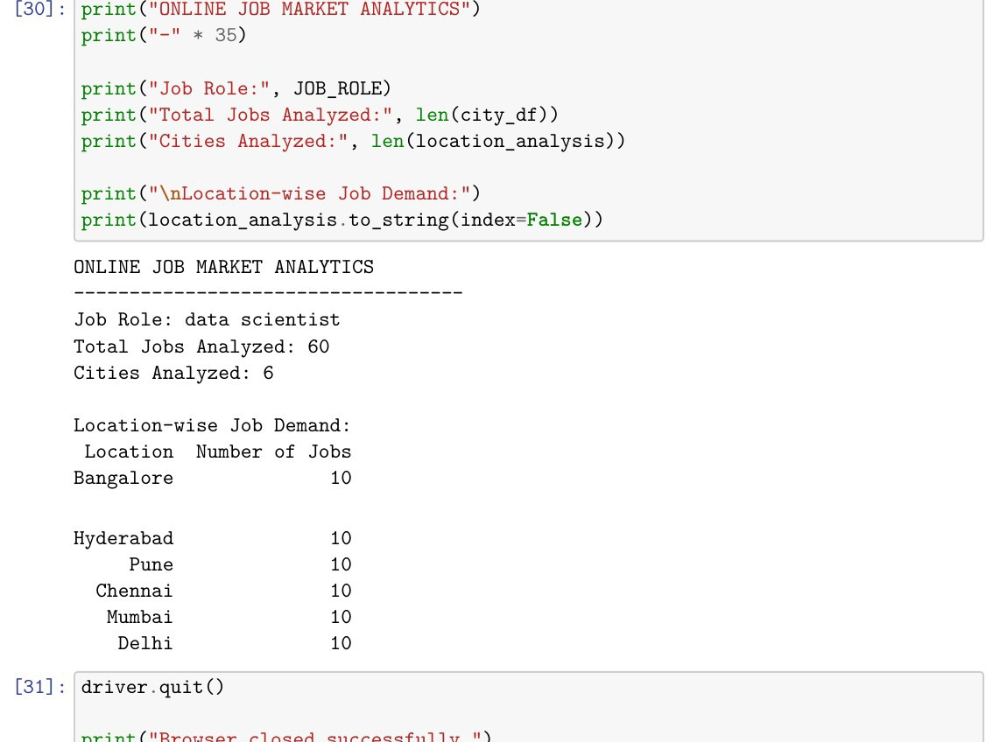 [30]: print("ONLINE JOB MARKET ANALYTICS")
print("-" * 35)
print("Job Role:", JOB_ROLE)
print("Total Jobs Analyzed:", len(city_df))
print("Cities Analyzed:", len(location_analysis))
print("\nLocation-wise Job Demand:")
print(location_analysis.to_string(index=False))
ONLINE JOB MARKET ANALYTICS
-----------------------------------
Job Role: data scientist
Total Jobs Analyzed: 60
Cities Analyzed: 6
Location-wise Job Demand:
Location Number of Jobs
Bangalore 10
Hyderabad 10
Pune 10
Chennai 10
Mumbai 10
Delhi 10
[31]: driver.quit()
print("Browser closed successfully.")